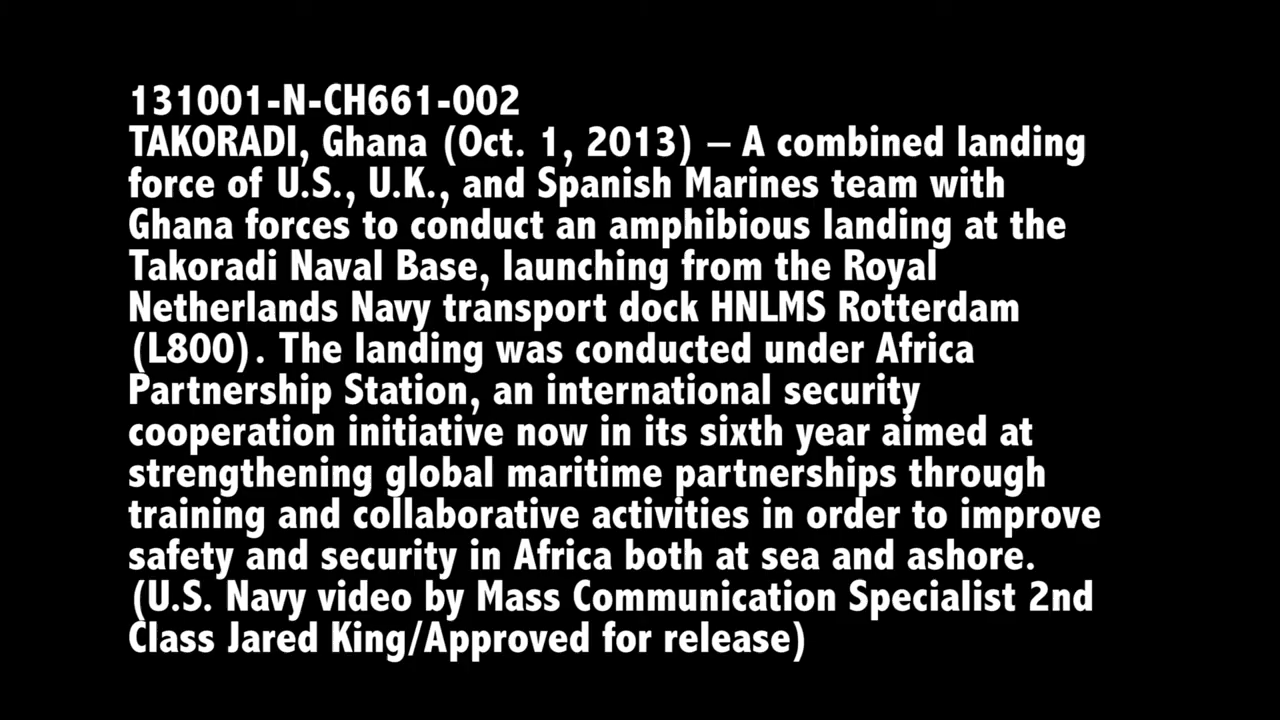 131001-N-CH661-002
TAKORADI, Ghana (Oct. 1, 2013) – A combined landing
force of U.S., U.K., and Spanish Marines team with
Ghana forces to conduct an amphibious landing at the
Takoradi Naval Base, launching from the Royal
Netherlands Navy transport dock HNLMS Rotterdam
(L800). The landing was conducted under Africa
Partnership Station, an international security
cooperation initiative now in its sixth year aimed at
strengthening global maritime partnerships through
training and collaborative activities in order to improve
safety and security in Africa both at sea and ashore.
(U.S. Navy video by Mass Communication Specialist 2nd
Class Jared King/Approved for release)